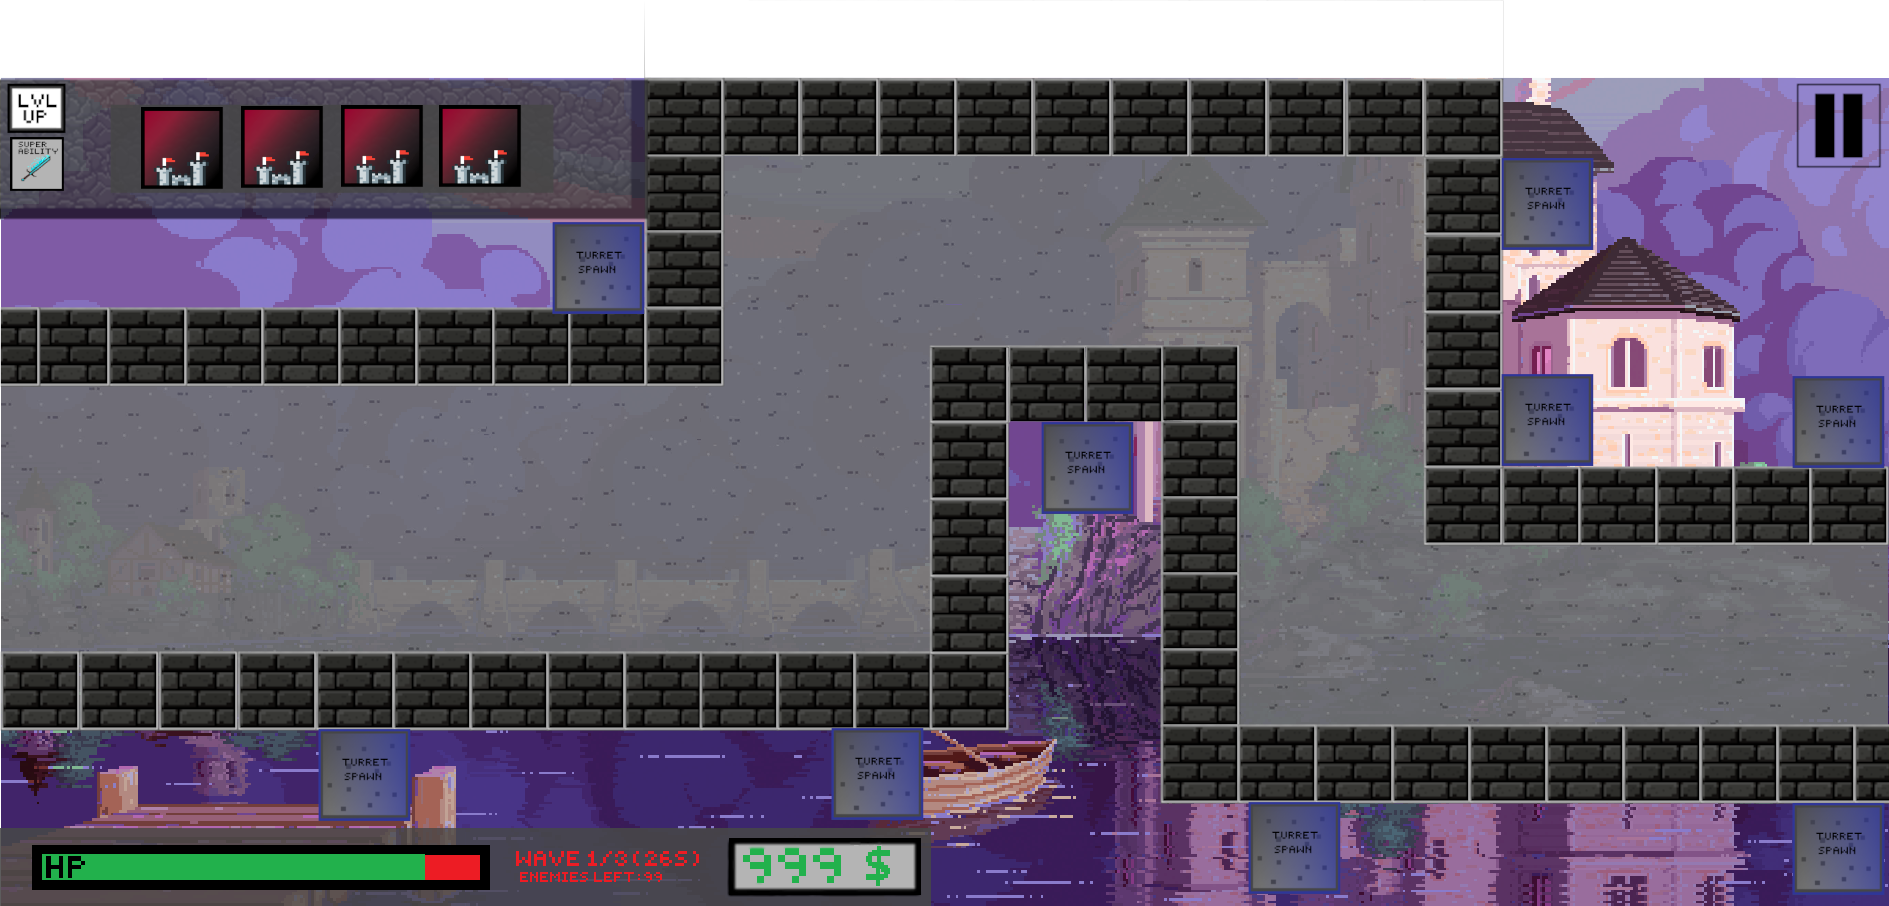 LVL
UP
SUPER
ABILITY
TURRET
SPAWN
TURRET
SPAWN
TURRET
SPAWN
TURRET
SPAWN
TURRET
SPAWN
TURRET
SPAWN
TURRET
SPAWN
TURRET
SPAWN
TURRET
SPAWN
HP
WAVE 1/3(26S)
ENEMIES LEFT:99
999 $